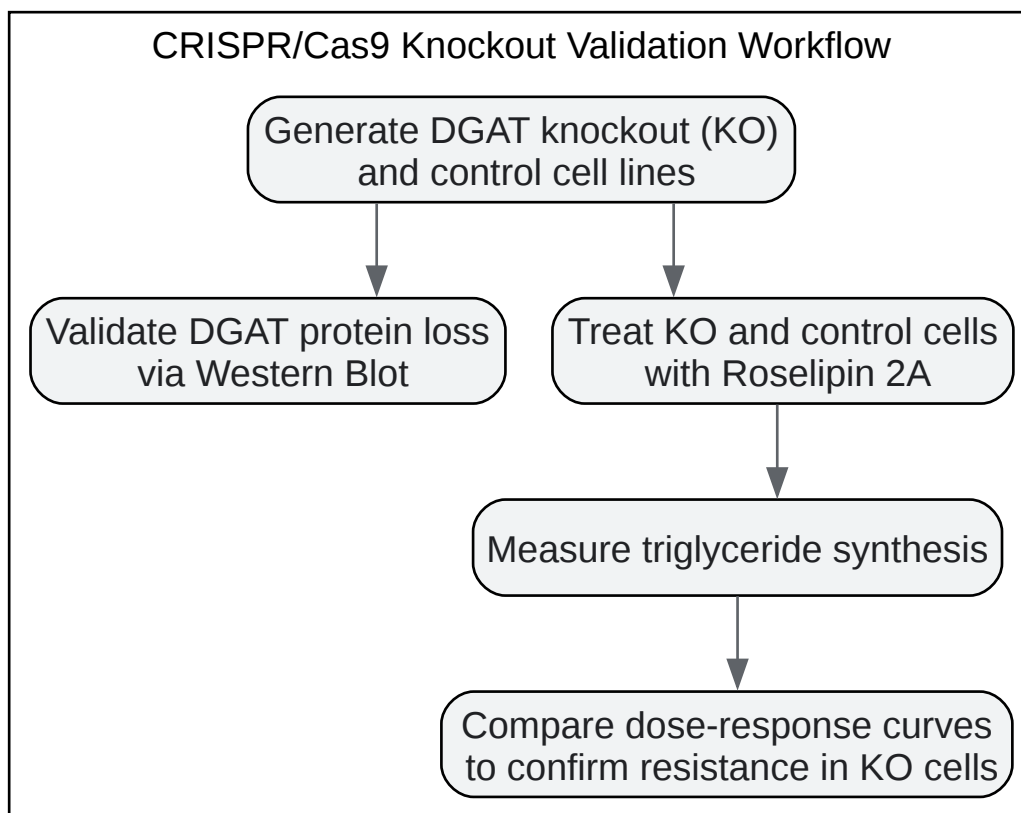 CRISPR/Cas9 Knockout Validation Workflow
Generate DGAT knockout (KO)
and control cell lines
Validate DGAT protein loss
via Western Blot
Treat KO and control cells
with Roselipin 2A
Measure triglyceride synthesis
Compare dose-response curves
to confirm resistance in KO cells